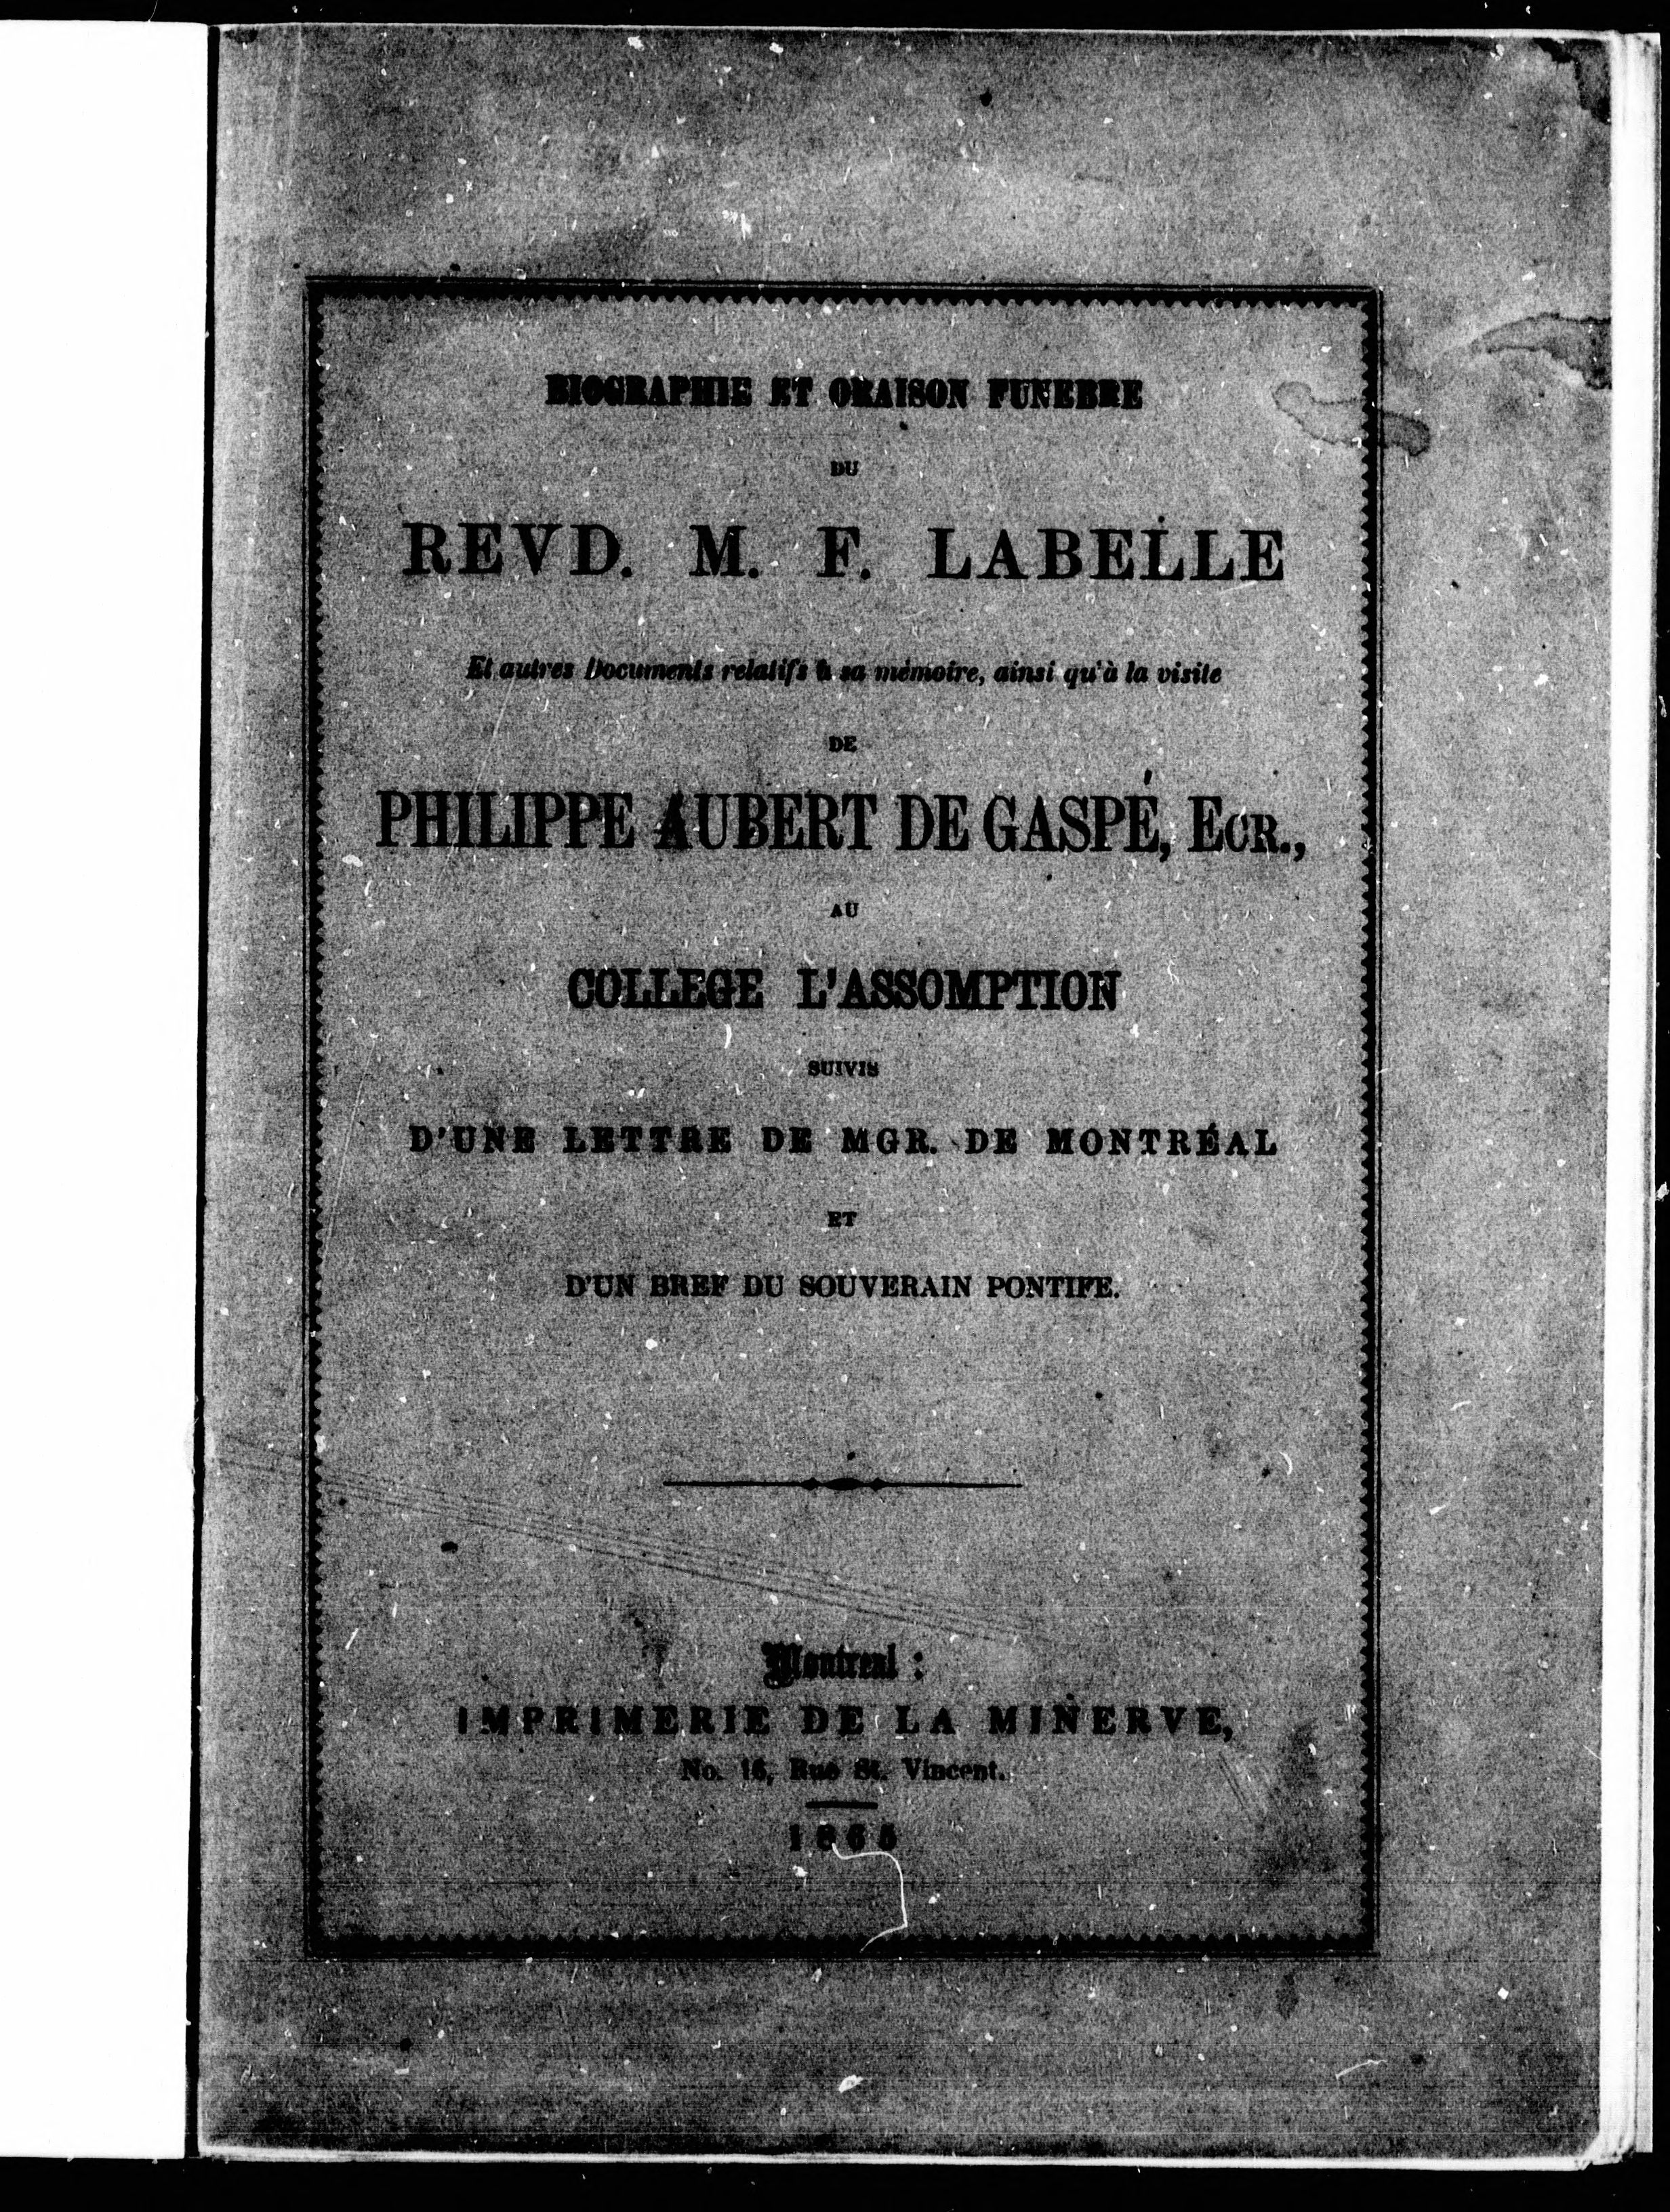 BIOGRAPHIE ET ORAISON FUNEBRE
DU
REVD. M. F. LABELLE
Et autres Documents relatifs à sa mémoire, ainsi qu'à la visite
DE
PHILIPPE AUBERT DE GASPÉ, ECR.,
AU
COLLEGE L'ASSOMPTION
SUIVIS
D'UNE LETTRE DE MGR. DE MONTRÉAL
ET
D'UN BREF DU SOUVERAIN PONTIFE.
Montreal :
IMPRIMERIE DE LA MINERVE,
No. 16, Rue St. Vincent.
1865